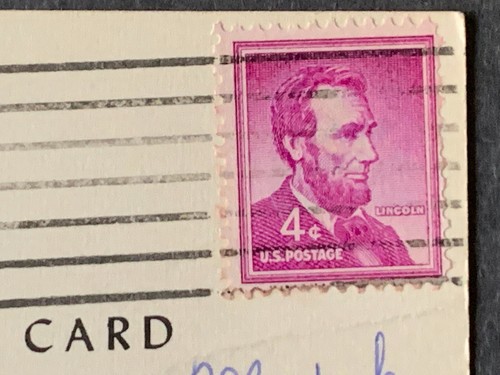 LINCOLN
4¢
U.S. POSTAGE
CARD